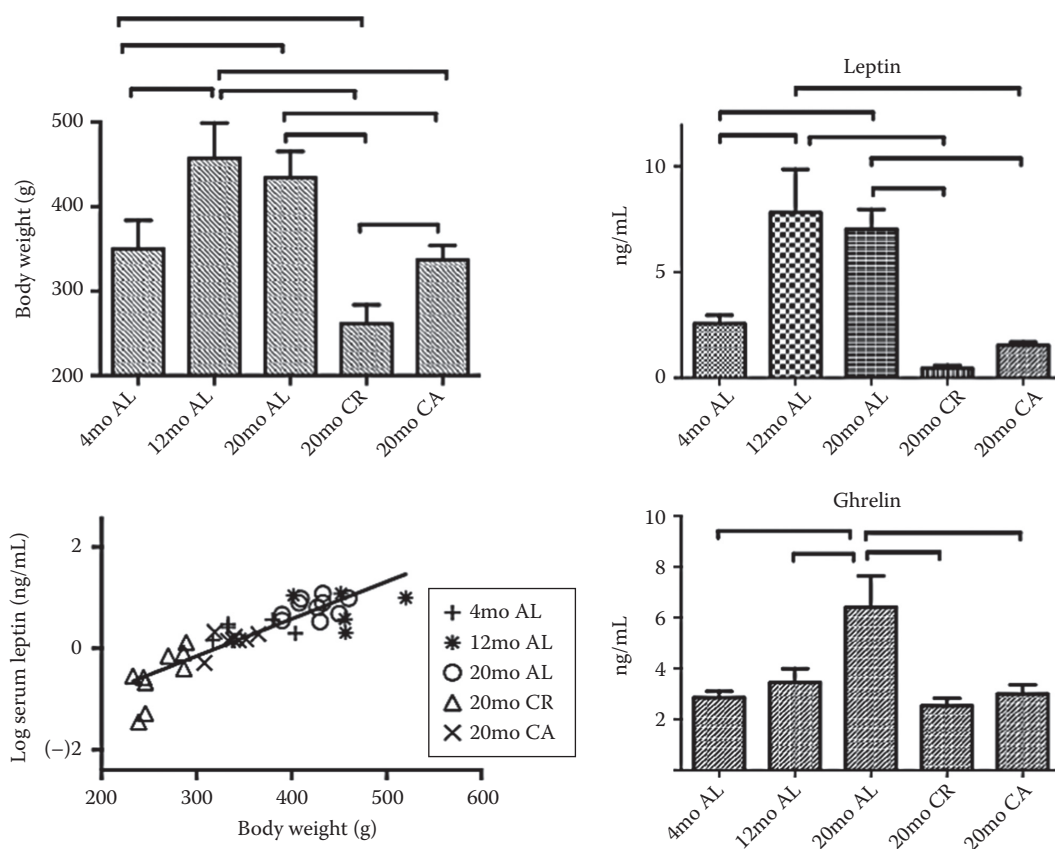 Body weight (g)
500
400
300
200
4mo AL
12mo AL
20mo AL
20mo CR
20mo CA
Leptin
ng/mL
10
5
0
4mo AL
12mo AL
20mo AL
20mo CR
20mo CA
Log serum leptin (ng/mL)
2
0
(–)2
200
300
400
500
600
Body weight (g)
4mo AL
12mo AL
20mo AL
20mo CR
20mo CA
Ghrelin
ng/mL
10
8
6
4
2
4mo AL
12mo AL
20mo AL
20mo CR
20mo CA